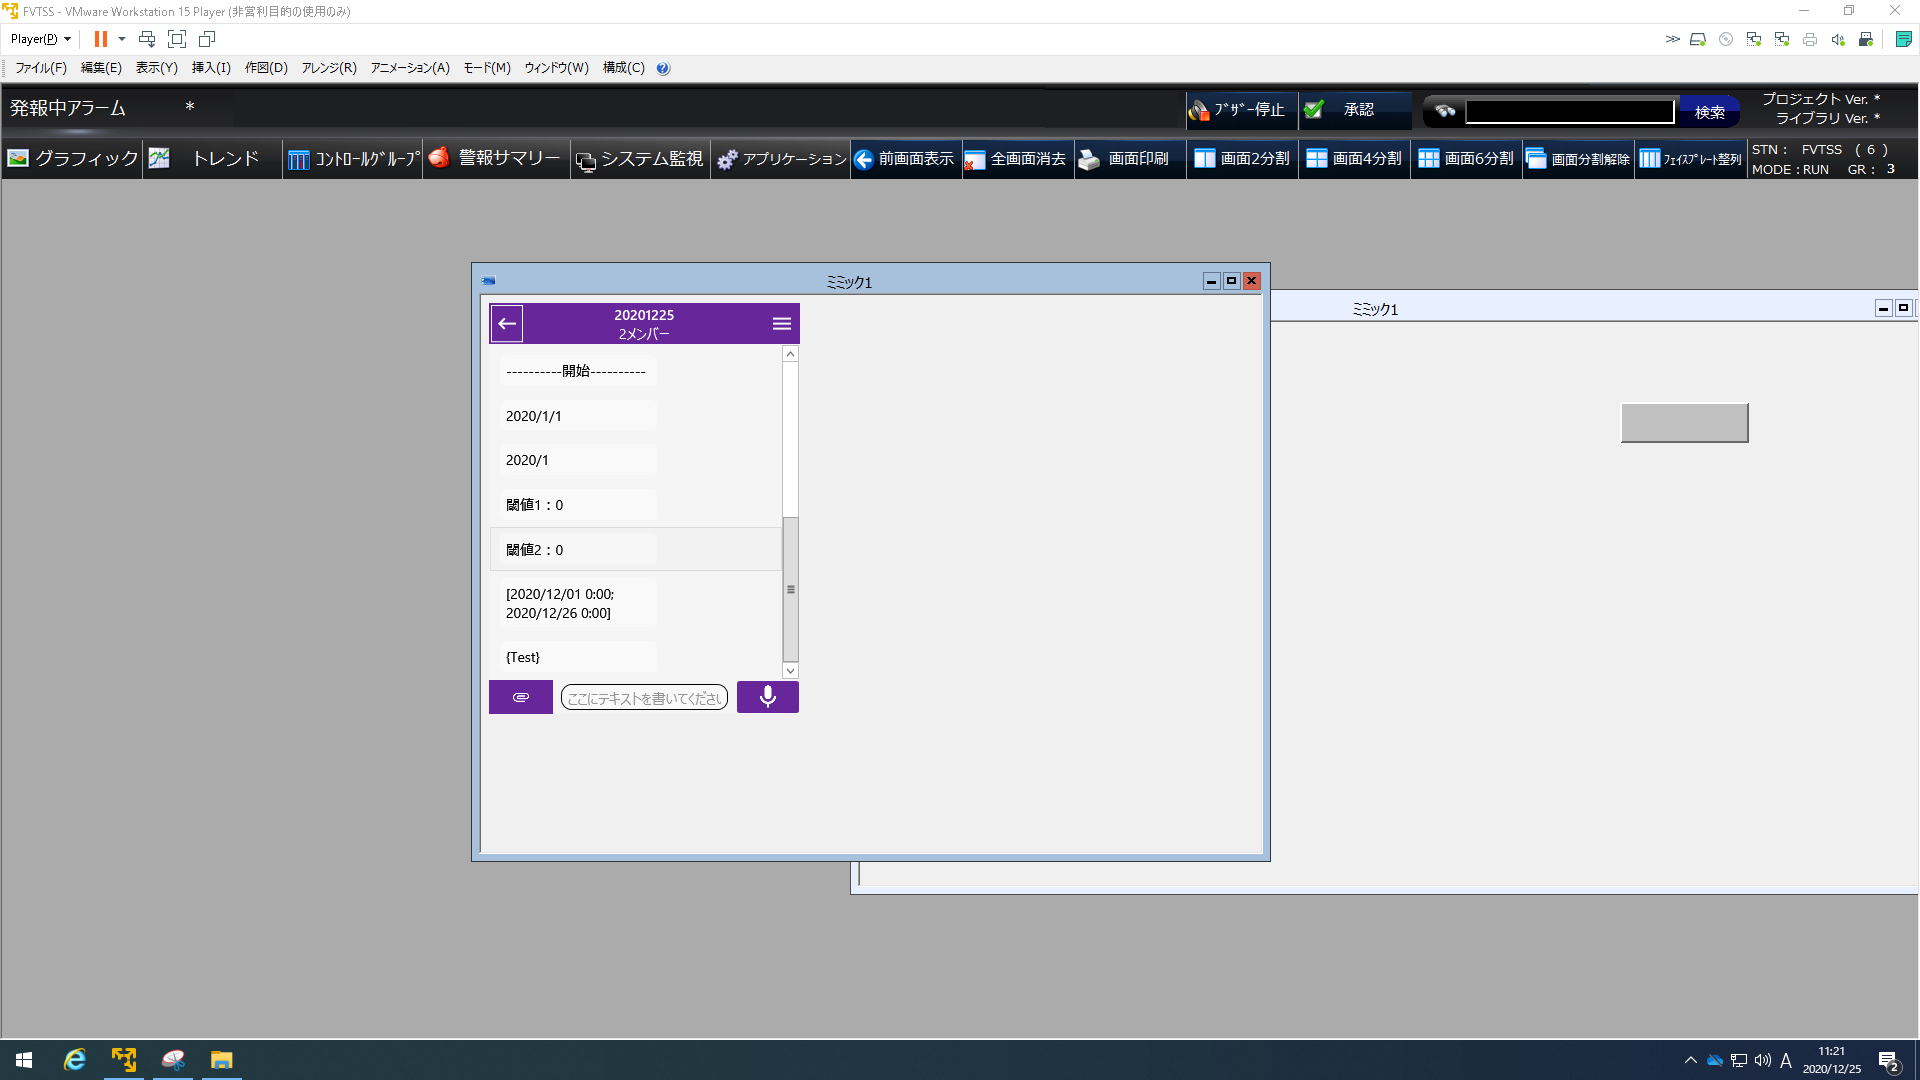 FVTSS - VMware Workstation 15 Player (非営利目的の使用のみ)
Player(P)
ファイル(F) 編集(E) 表示(Y) 挿入(I) 作図(D) アレンジ(R) アニメーション(A) モード(M) ウィンドウ(W) 構成(C)
発報中アラーム *
ﾌﾞｻﾞｰ停止 承認 検索
プロジェクト Ver. *
ライブラリ Ver. *
グラフィック トレンド ｺﾝﾄﾛｰﾙｸﾞﾙｰﾌﾟ 警報サマリー システム監視 アプリケーション 前画面表示 全画面消去 画面印刷 画面2分割 画面4分割 画面6分割 画面分割解除 ﾌｪｲｽﾌﾟﾚｰﾄ整列
STN : FVTSS ( 6 )
MODE : RUN GR : 3
ミミック1
ミミック1
20201225
2メンバー
----------開始----------
2020/1/1
2020/1
閾値1：0
閾値2：0
[2020/12/01 0:00;
2020/12/26 0:00]
{Test}
ここにテキストを書いてください
A
11:21
2020/12/25
2